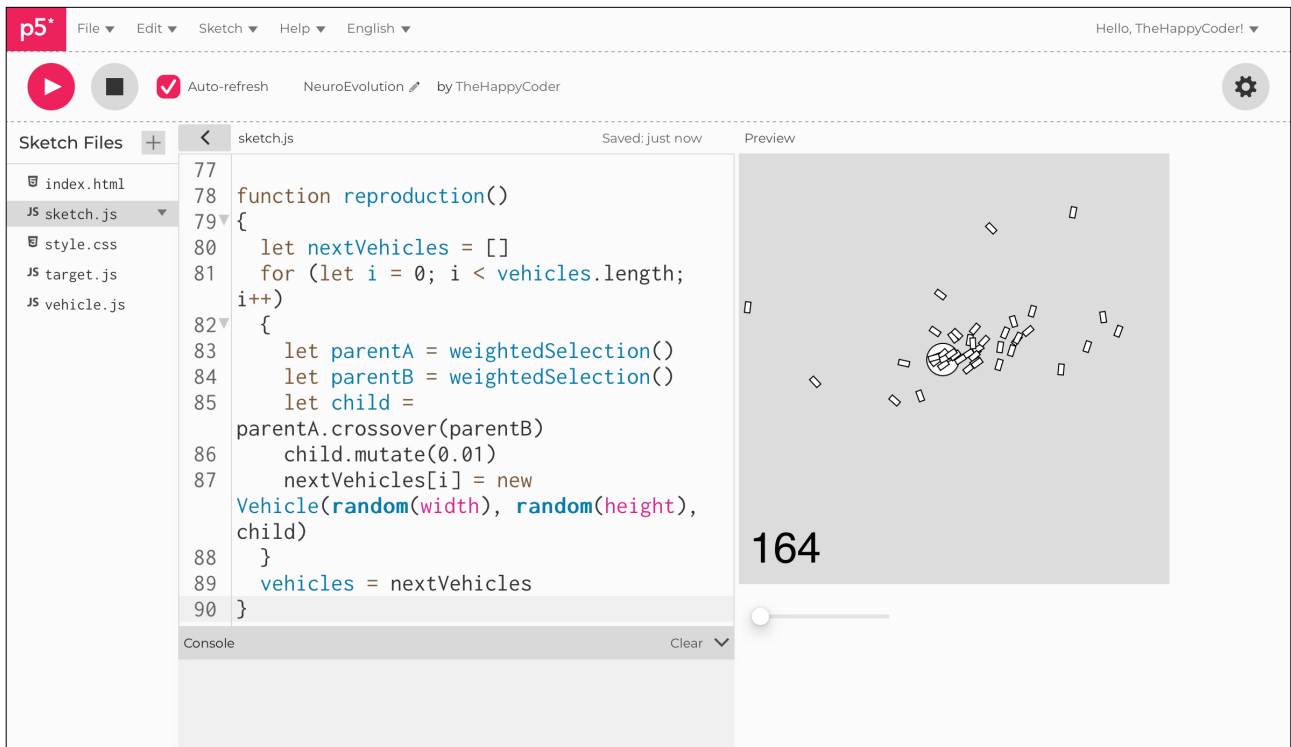 p5* File Edit Sketch Help English Hello, TheHappyCoder!
Auto-refresh NeuroEvolution by TheHappyCoder
Sketch Files + sketch.js Saved: just now Preview
index.html
JS sketch.js
style.css
JS target.js
JS vehicle.js
77
78 function reproduction()
79 {
80 let nextVehicles = []
81 for (let i = 0; i < vehicles.length;
i++)
82 {
83 let parentA = weightedSelection()
84 let parentB = weightedSelection()
85 let child =
parentA.crossover(parentB)
86 child.mutate(0.01)
87 nextVehicles[i] = new
Vehicle(random(width), random(height),
child)
88 }
89 vehicles = nextVehicles
90 }
Console Clear
164